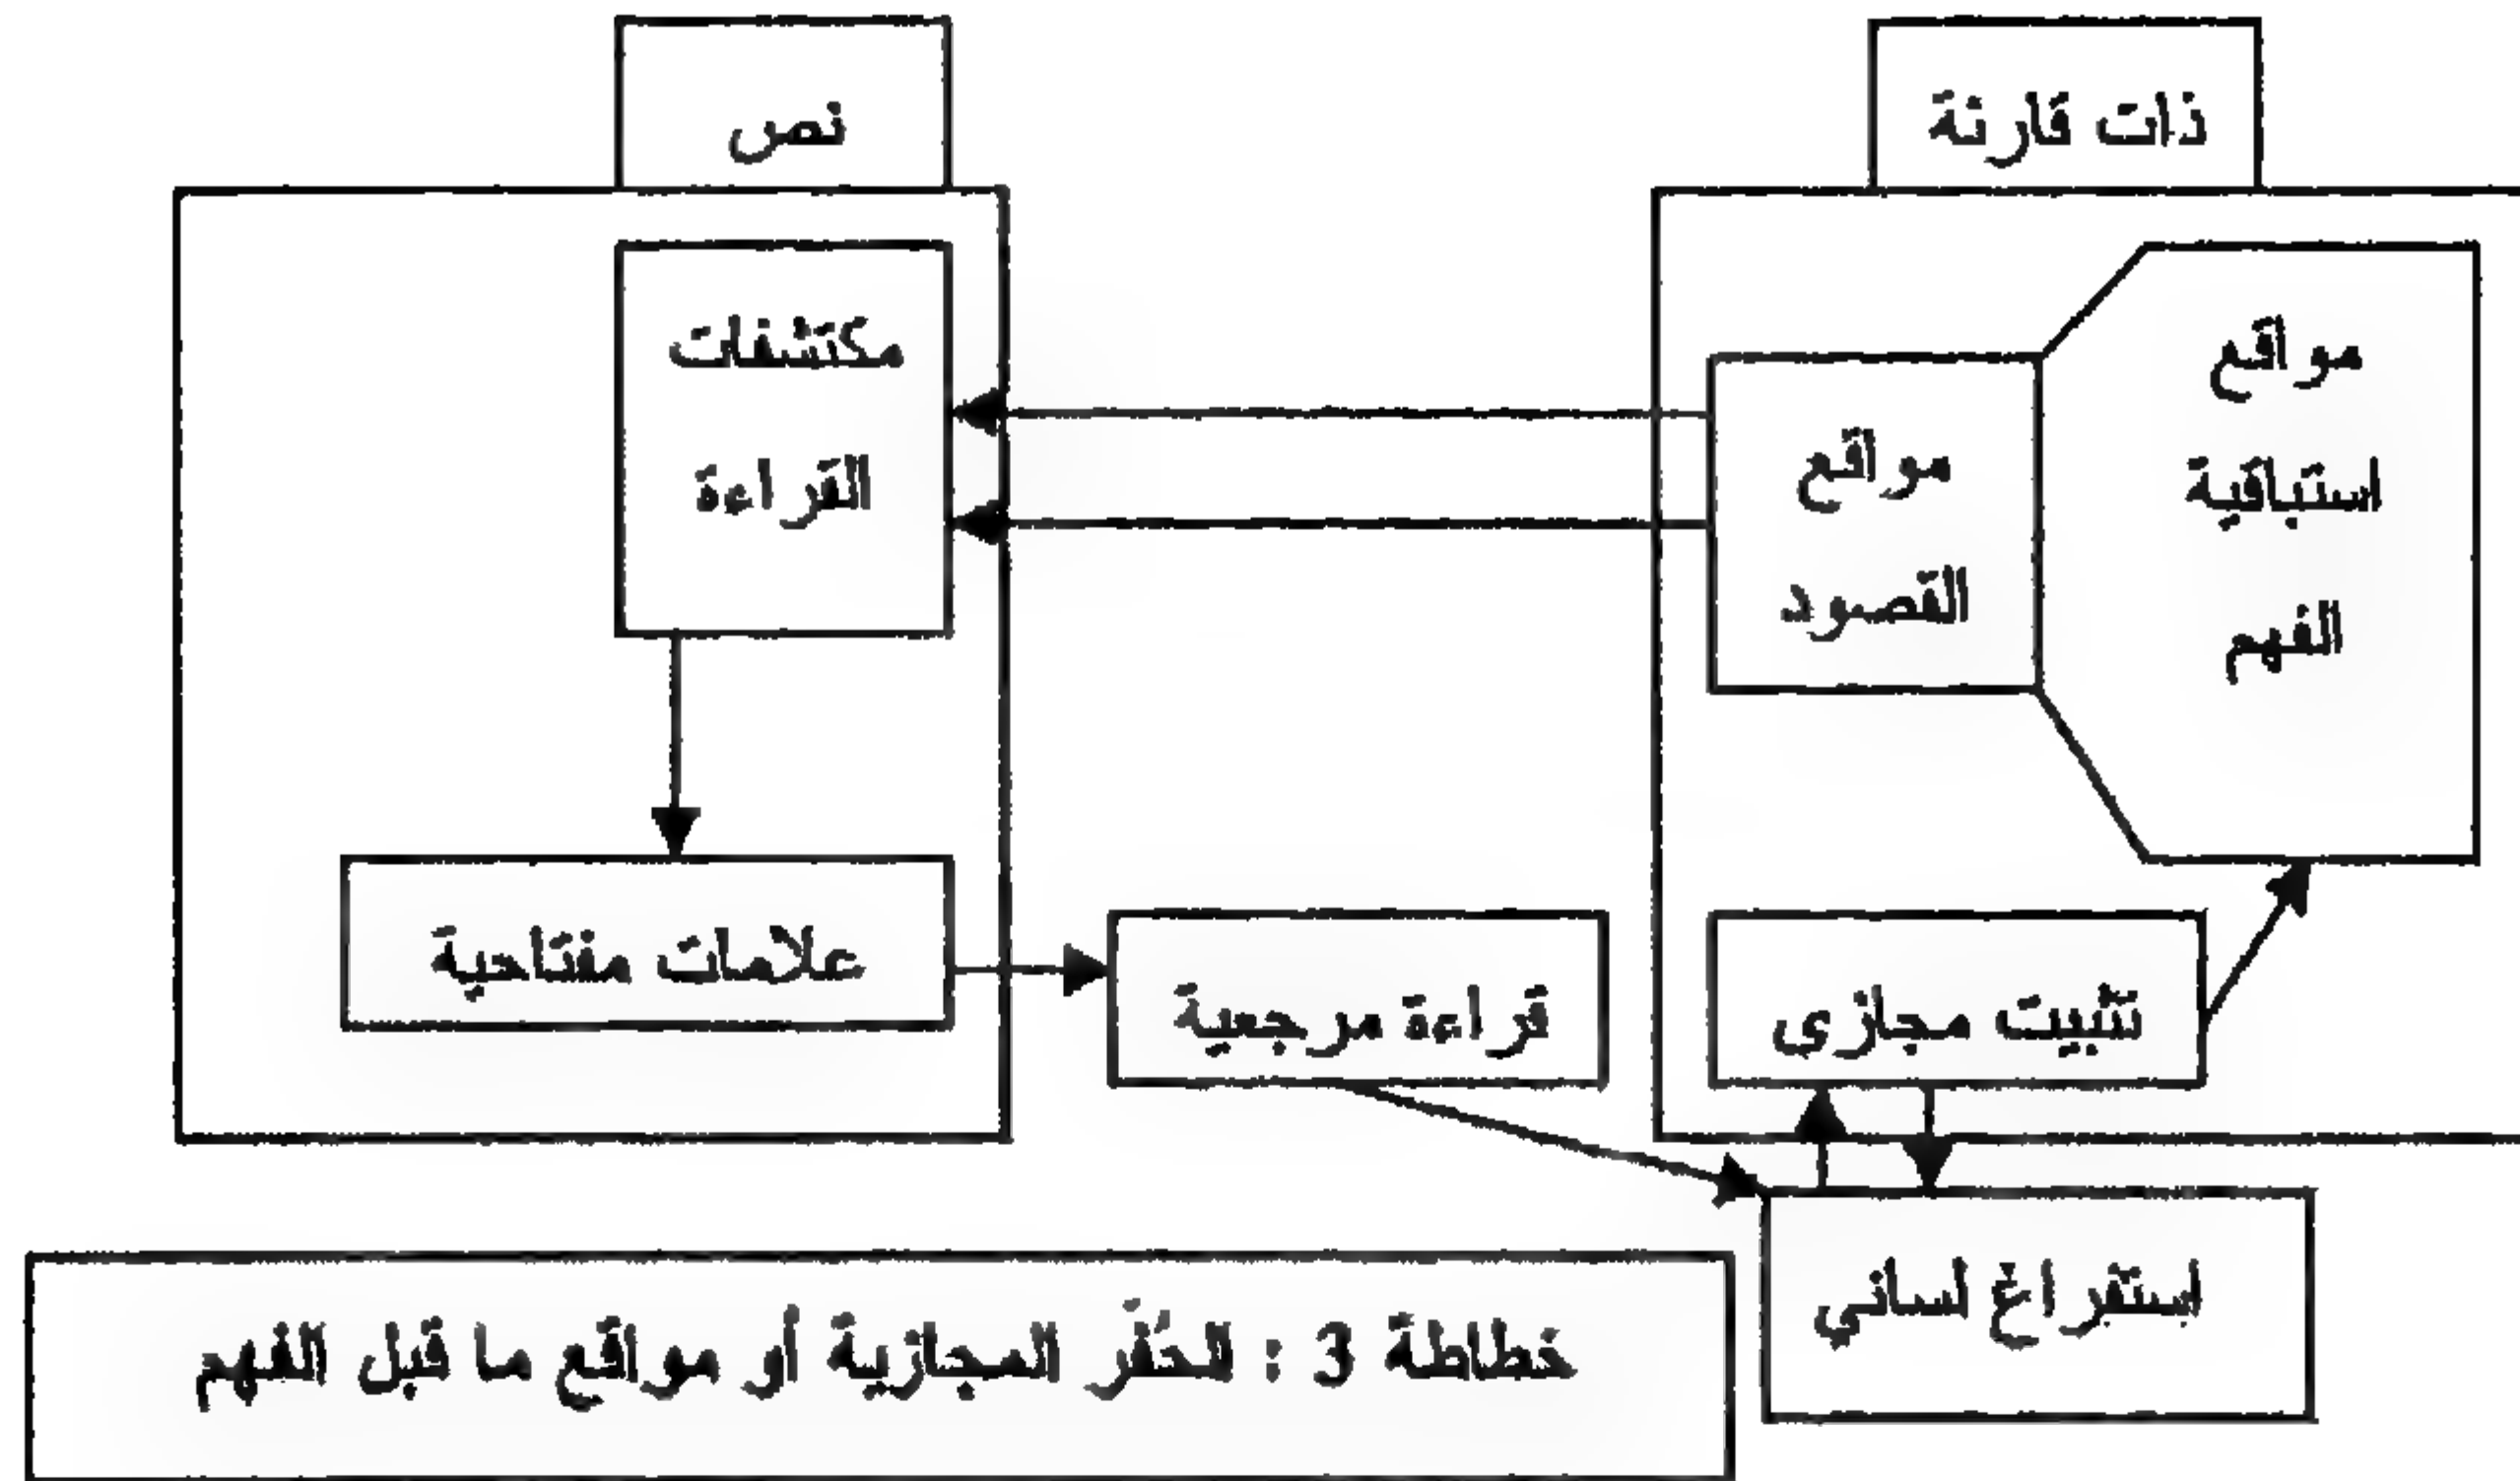 ذات قارئة
نص
مواقع
استباقية
الفهم
مواقع
القصود
مكتشفات
القراءة
علامات مفتاحية
قراءة مرجعية
تثبيت مجازي
استفراغ لساني
خطاطة 3 : الحفر المجازية أو مواقع ما قبل الفهم